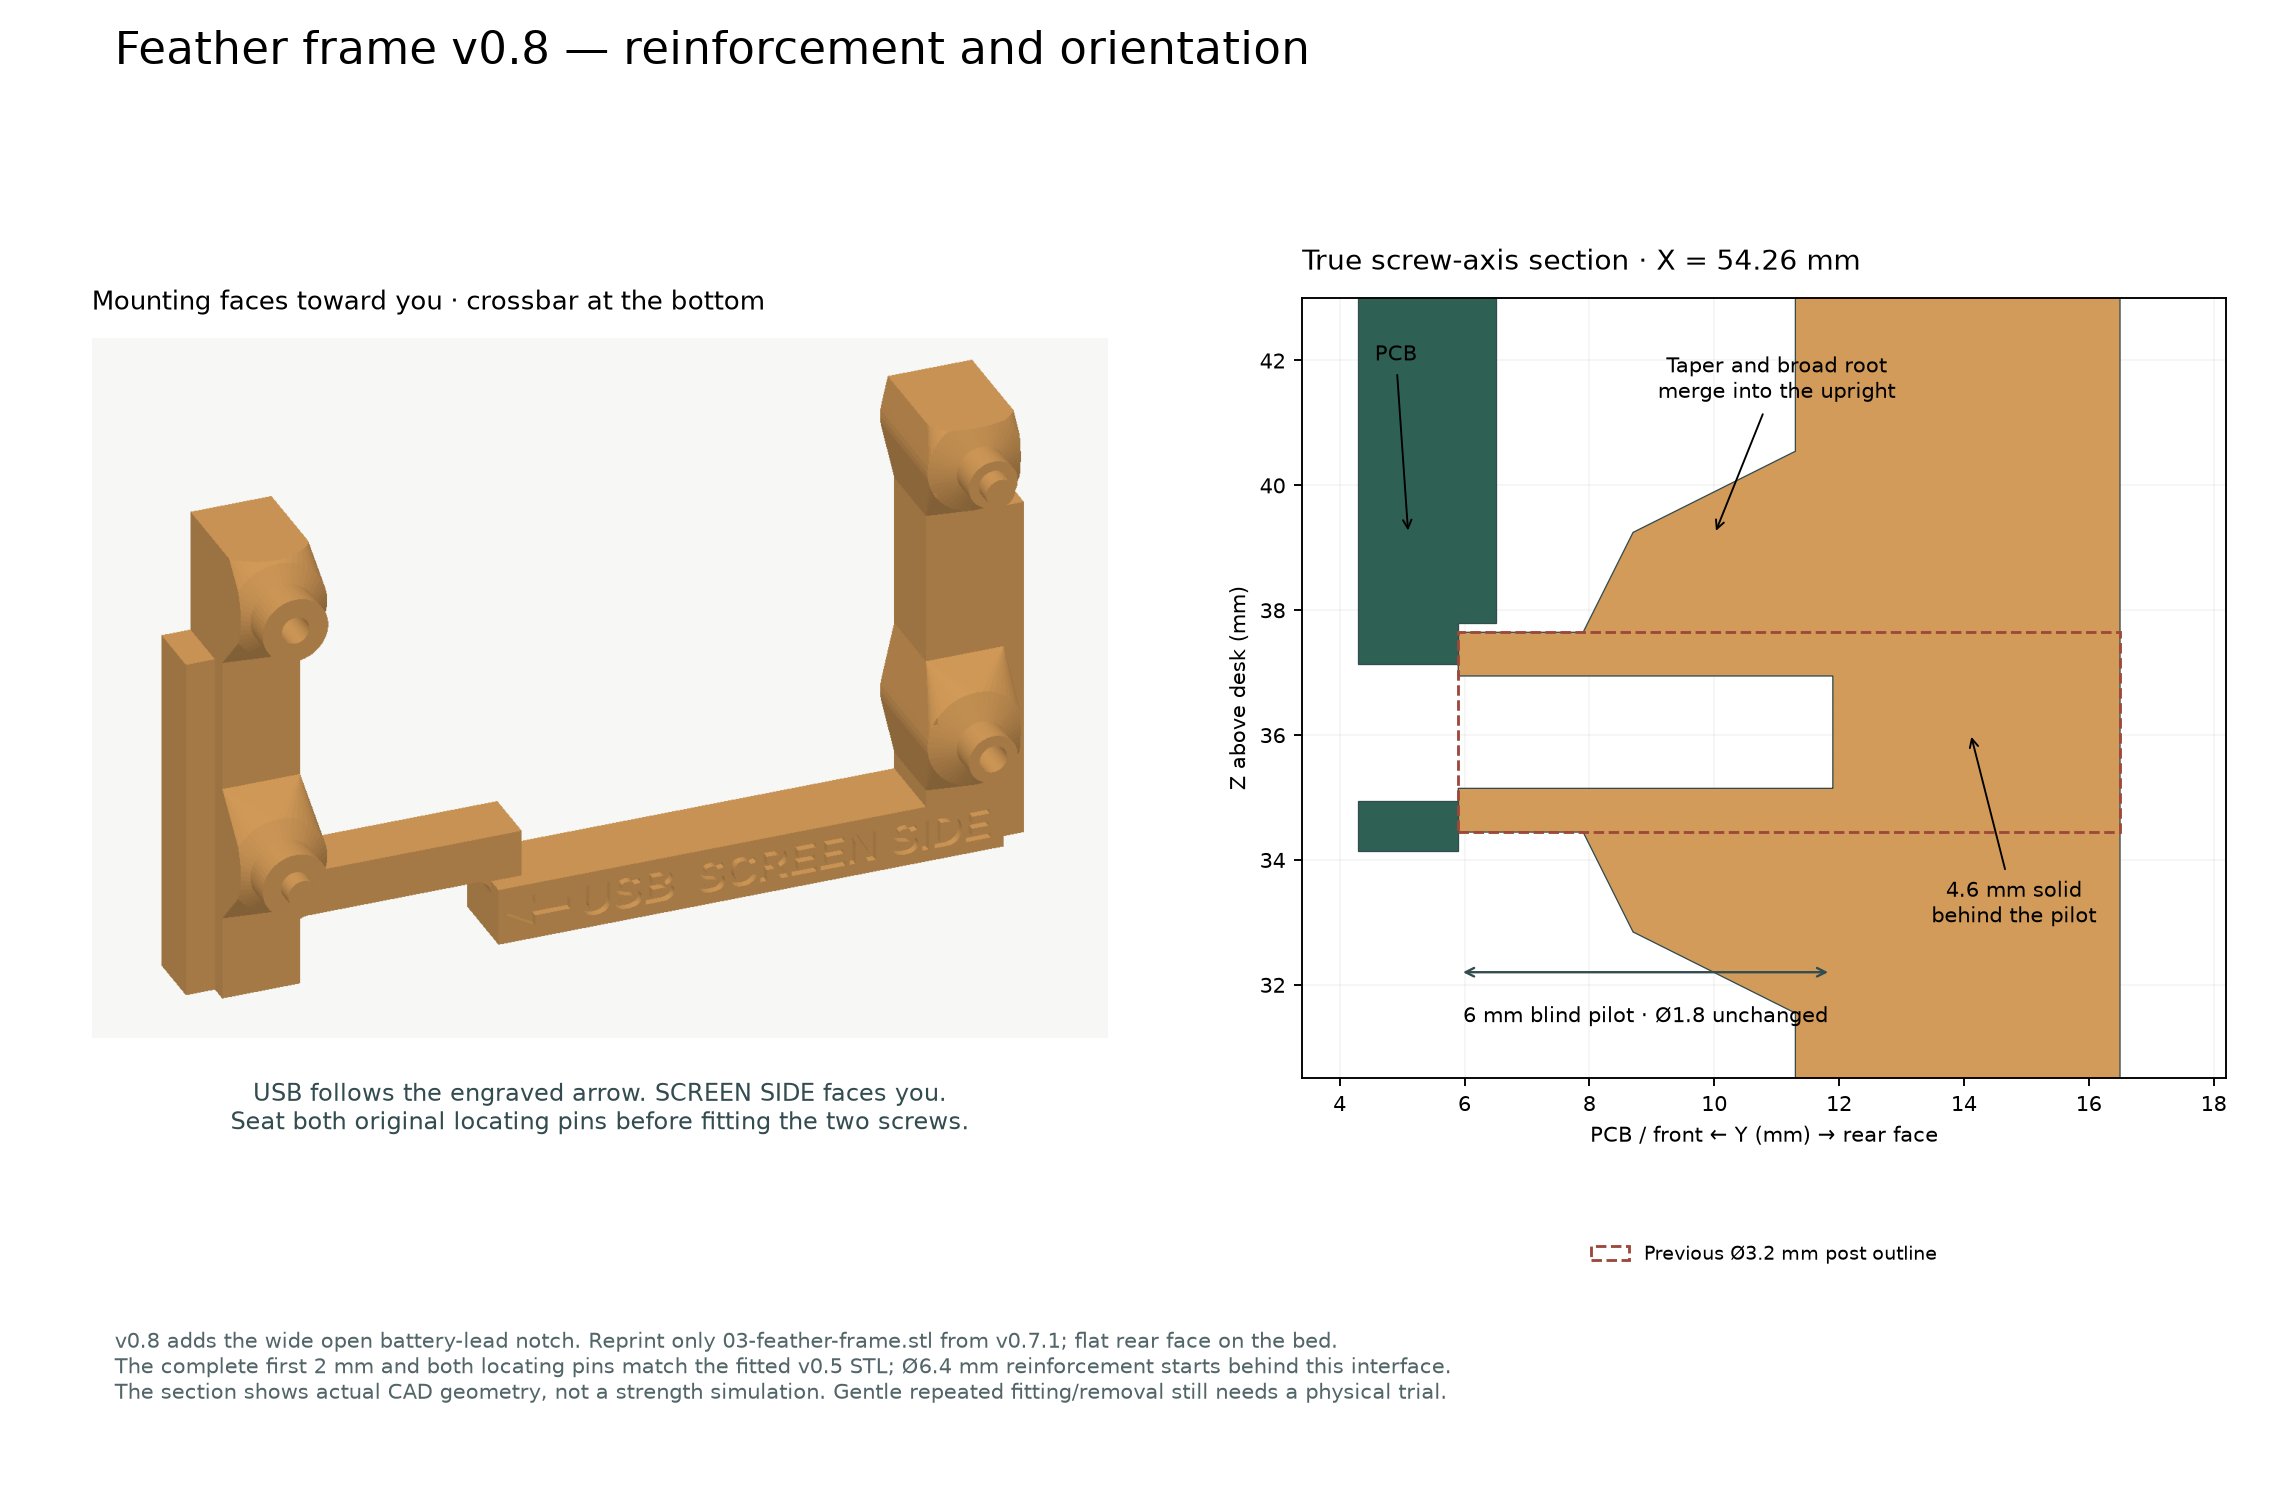 Feather frame v0.8 — reinforcement and orientation
Mounting faces toward you · crossbar at the bottom
← USB SCREEN SIDE
USB follows the engraved arrow. SCREEN SIDE faces you.
Seat both original locating pins before fitting the two screws.
True screw-axis section · X = 54.26 mm
PCB
Taper and broad root
merge into the upright
4.6 mm solid
behind the pilot
6 mm blind pilot · Ø1.8 unchanged
Z above desk (mm)
42
40
38
36
34
32
4 6 8 10 12 14 16 18
PCB / front ← Y (mm) → rear face
Previous Ø3.2 mm post outline
v0.8 adds the wide open battery-lead notch. Reprint only 03-feather-frame.stl from v0.7.1; flat rear face on the bed.
The complete first 2 mm and both locating pins match the fitted v0.5 STL; Ø6.4 mm reinforcement starts behind this interface.
The section shows actual CAD geometry, not a strength simulation. Gentle repeated fitting/removal still needs a physical trial.